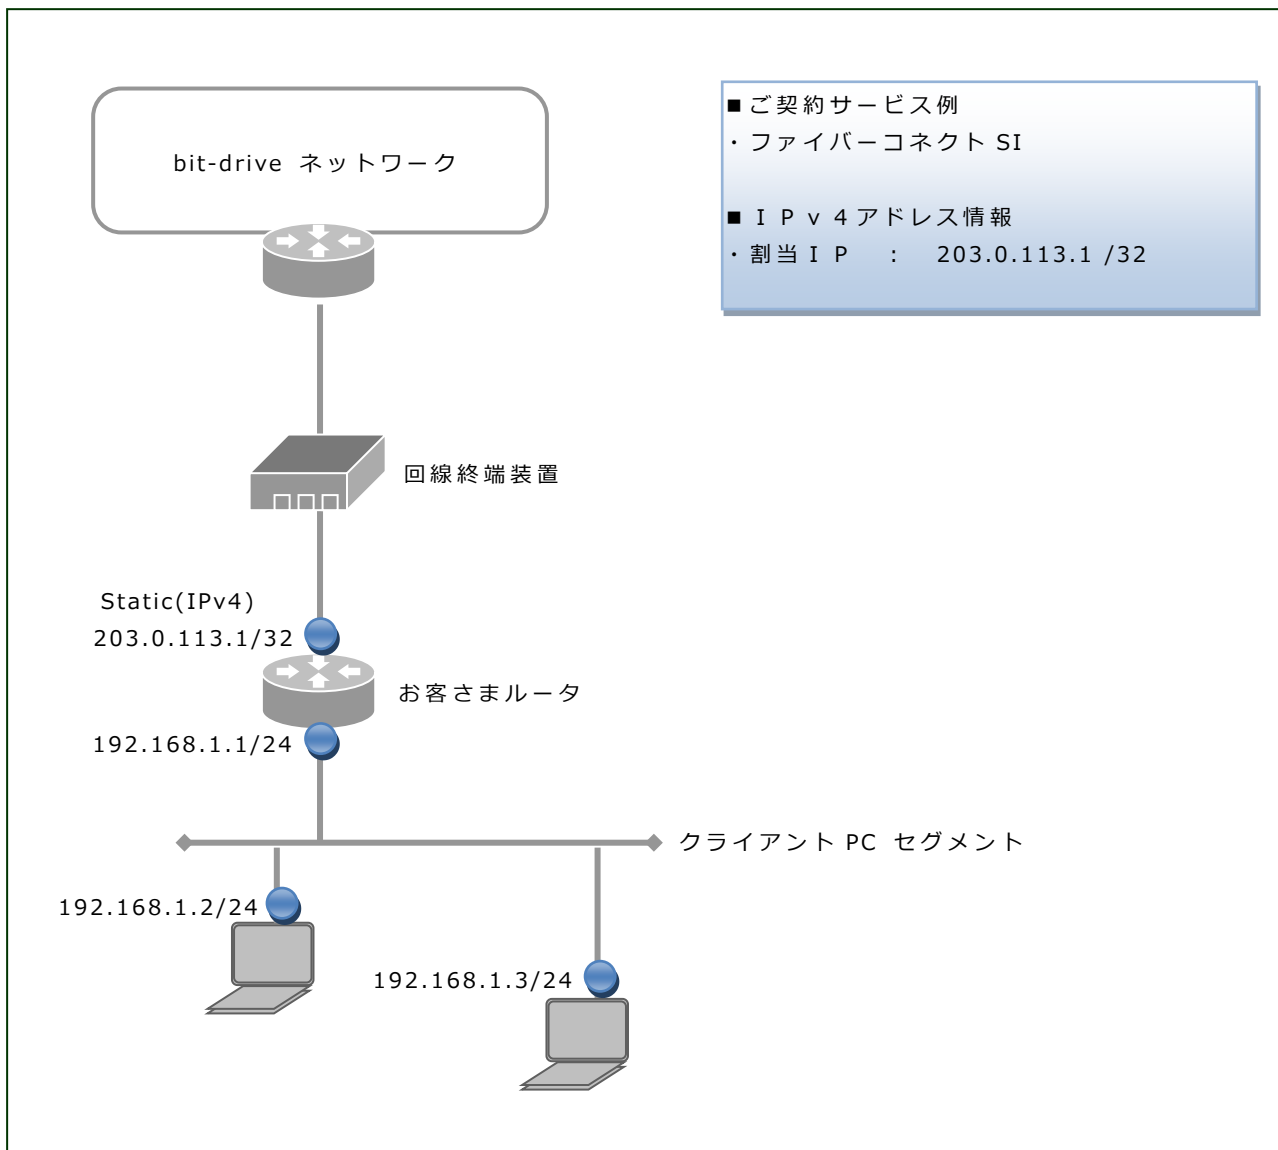 bit-drive ネットワーク
■ご契約サービス例
・ファイバーコネクト SI
■ＩＰｖ４アドレス情報
・割当ＩＰ ： 203.0.113.1 /32
回線終端装置
Static(IPv4)
203.0.113.1/32
お客さまルータ
192.168.1.1/24
クライアント PC セグメント
192.168.1.2/24
192.168.1.3/24